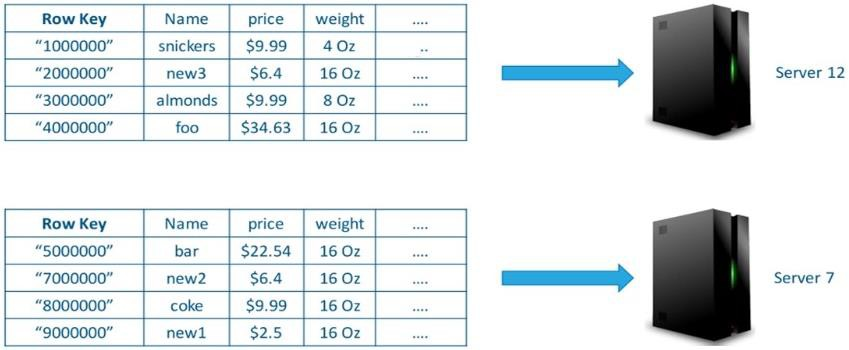 Row Key Name price weight ....
“1000000” snickers $9.99 4 Oz ..
“2000000” new3 $6.4 16 Oz ....
“3000000” almonds $9.99 8 Oz ....
“4000000” foo $34.63 16 Oz ....
Server 12
Row Key Name price weight ....
“5000000” bar $22.54 16 Oz ....
“7000000” new2 $6.4 16 Oz ....
“8000000” coke $9.99 16 Oz ....
“9000000” new1 $2.5 16 Oz ....
Server 7